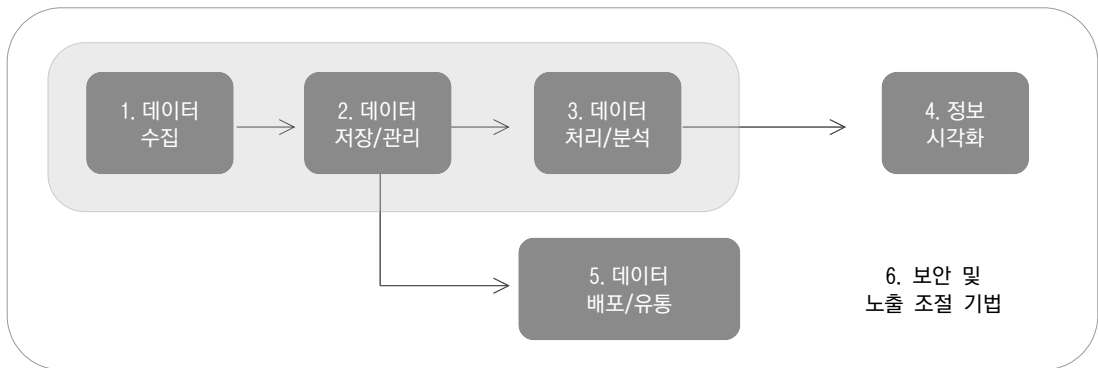 1. 데이터
수집
2. 데이터
저장/관리
3. 데이터
처리/분석
4. 정보
시각화
5. 데이터
배포/유통
6. 보안 및
노출 조절 기법